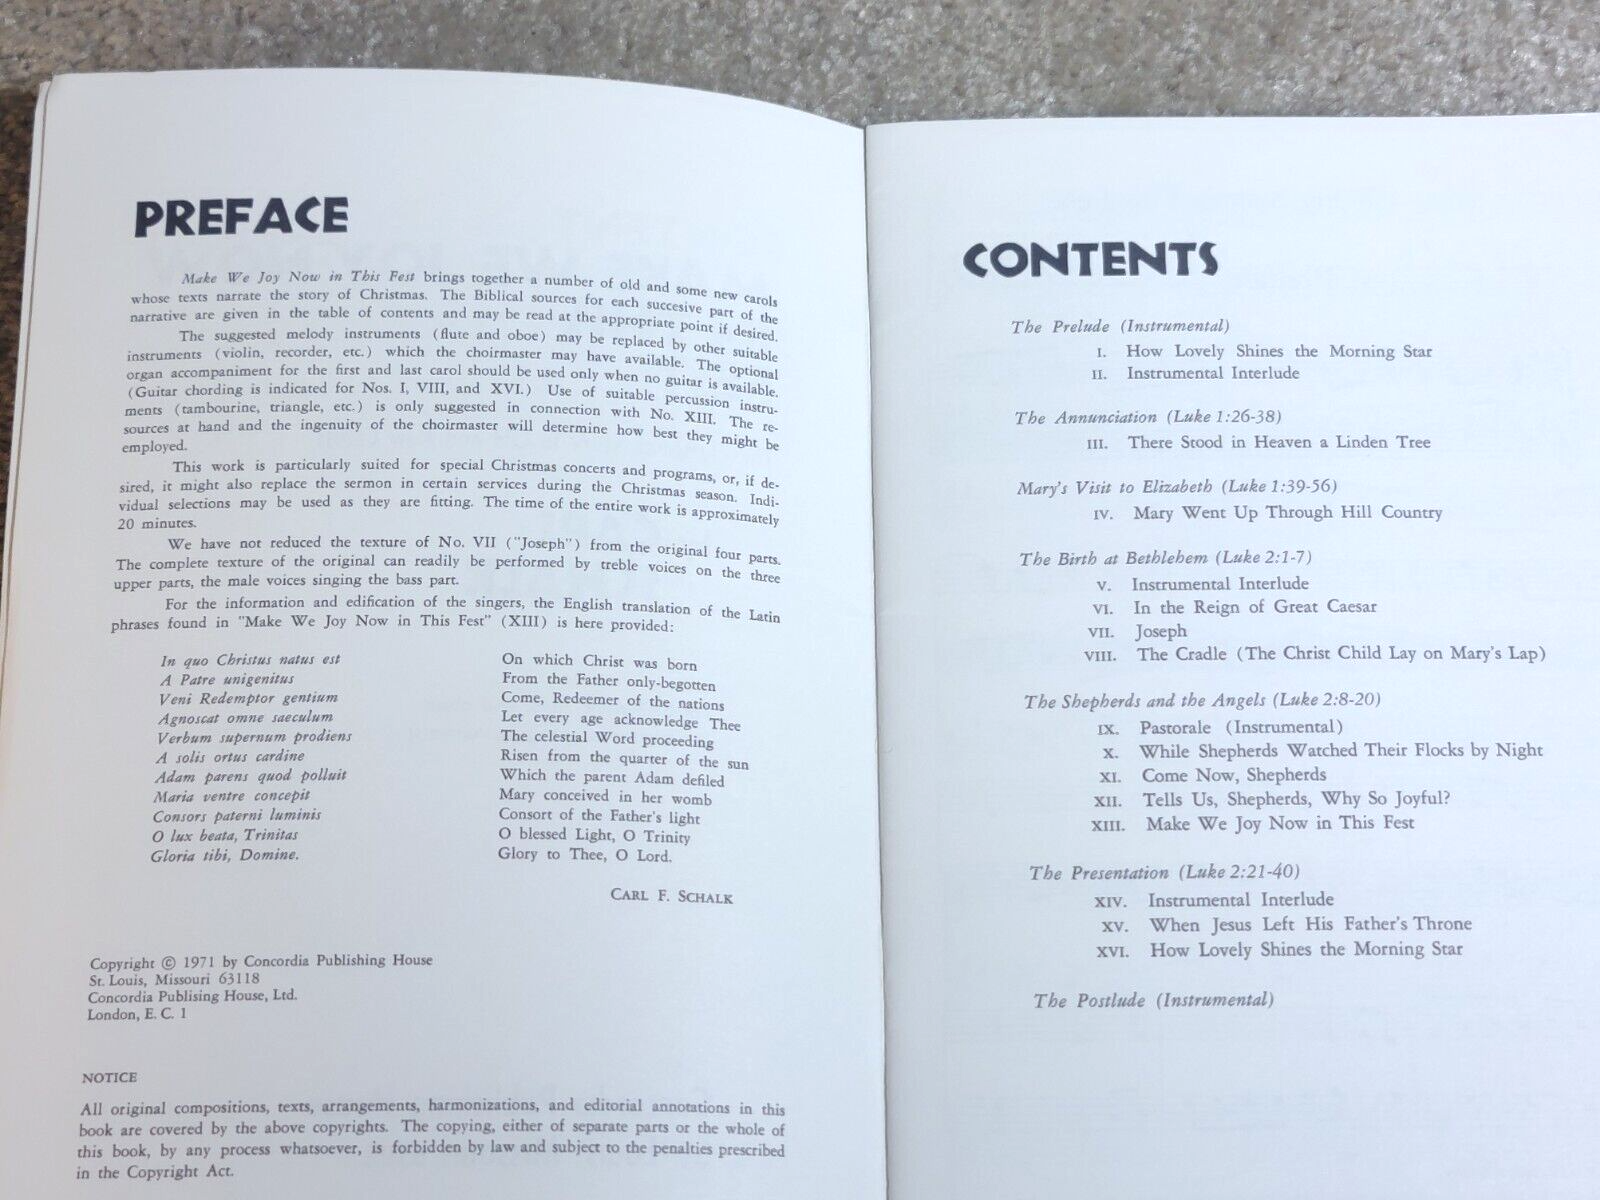 PREFACE
Make We Joy Now in This Fest brings together a number of old and some new carols
whose texts narrate the story of Christmas. The Biblical sources for each succesive part of the
narrative are given in the table of contents and may be read at the appropriate point if desired.
The suggested melody instruments (flute and oboe) may be replaced by other suitable
instruments (violin, recorder, etc.) which the choirmaster may have available. The optional
organ accompaniment for the first and last carol should be used only when no guitar is available.
(Guitar chording is indicated for Nos. I, VIII, and XVI.) Use of suitable percussion instru-
ments (tambourine, triangle, etc.) is only suggested in connection with No. XIII. The re-
sources at hand and the ingenuity of the choirmaster will determine how best they might be
employed.
This work is particularly suited for special Christmas concerts and programs, or, if de-
sired, it might also replace the sermon in certain services during the Christmas season. Indi-
vidual selections may be used as they are fitting. The time of the entire work is approximately
20 minutes.
We have not reduced the texture of No. VII ("Joseph") from the original four parts.
The complete texture of the original can readily be performed by treble voices on the three
upper parts, the male voices singing the bass part.
For the information and edification of the singers, the English translation of the Latin
phrases found in "Make We Joy Now in This Fest" (XIII) is here provided:
In quo Christus natus est On which Christ was born
A Patre unigenitus From the Father only-begotten
Veni Redemptor gentium Come, Redeemer of the nations
Agnoscat omne saeculum Let every age acknowledge Thee
Verbum supernum prodiens The celestial Word proceeding
A solis ortus cardine Risen from the quarter of the sun
Adam parens quod polluit Which the parent Adam defiled
Maria ventre concepit Mary conceived in her womb
Consors paterni luminis Consort of the Father's light
O lux beata, Trinitas O blessed Light, O Trinity
Gloria tibi, Domine. Glory to Thee, O Lord.
CARL F. SCHALK
Copyright © 1971 by Concordia Publishing House
St. Louis, Missouri 63118
Concordia Publising House, Ltd.
London, E. C. 1
NOTICE
All original compositions, texts, arrangements, harmonizations, and editorial annotations in this
book are covered by the above copyrights. The copying, either of separate parts or the whole of
this book, by any process whatsoever, is forbidden by law and subject to the penalties prescribed
in the Copyright Act.
CONTENTS
The Prelude (Instrumental)
I. How Lovely Shines the Morning Star
II. Instrumental Interlude
The Annunciation (Luke 1:26-38)
III. There Stood in Heaven a Linden Tree
Mary's Visit to Elizabeth (Luke 1:39-56)
IV. Mary Went Up Through Hill Country
The Birth at Bethlehem (Luke 2:1-7)
V. Instrumental Interlude
VI. In the Reign of Great Caesar
VII. Joseph
VIII. The Cradle (The Christ Child Lay on Mary's Lap)
The Shepherds and the Angels (Luke 2:8-20)
IX. Pastorale (Instrumental)
X. While Shepherds Watched Their Flocks by Night
XI. Come Now, Shepherds
XII. Tells Us, Shepherds, Why So Joyful?
XIII. Make We Joy Now in This Fest
The Presentation (Luke 2:21-40)
XIV. Instrumental Interlude
XV. When Jesus Left His Father's Throne
XVI. How Lovely Shines the Morning Star
The Postlude (Instrumental)